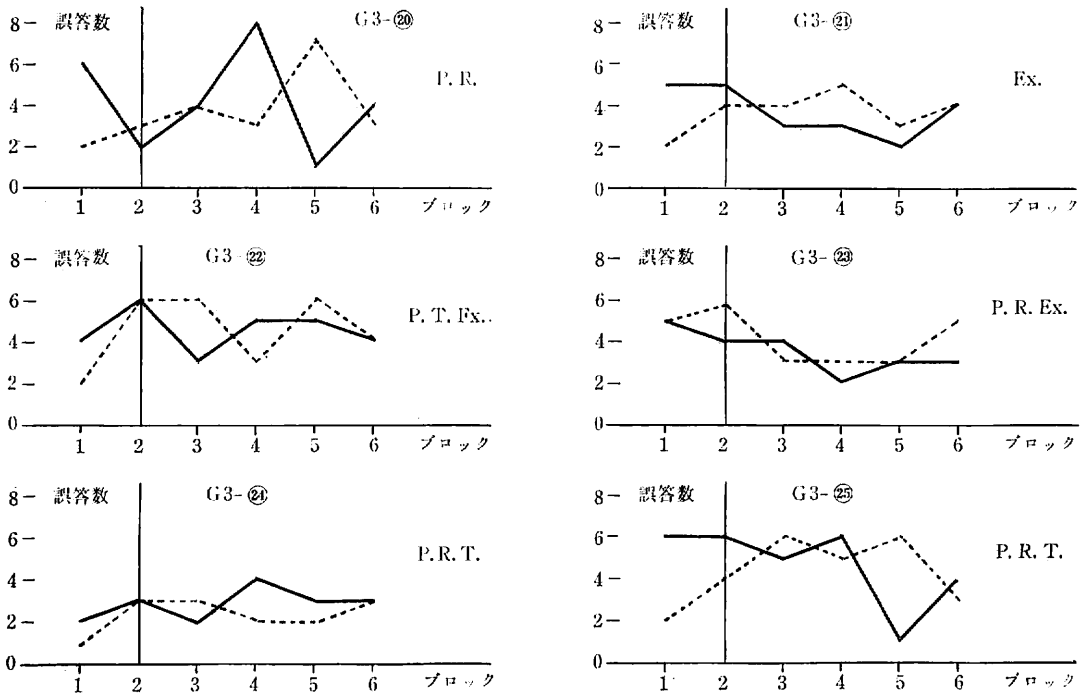 8 誤答数 G3-⑳
6 P. R.
4
2
0
1 2 3 4 5 6 ブロック
8 誤答数 G3-㉑
6 Ex.
4
2
0
1 2 3 4 5 6 ブロック
8 誤答数 G3-㉒
6 P. T. Ex.
4
2
0
1 2 3 4 5 6 ブロック
8 誤答数 G3-㉓
6 P. R. Ex.
4
2
0
1 2 3 4 5 6 ブロック
8 誤答数 G3-㉔
6 P. R. T.
4
2
0
1 2 3 4 5 6 ブロック
8 誤答数 G3-㉕
6 P. R. T.
4
2
0
1 2 3 4 5 6 ブロック